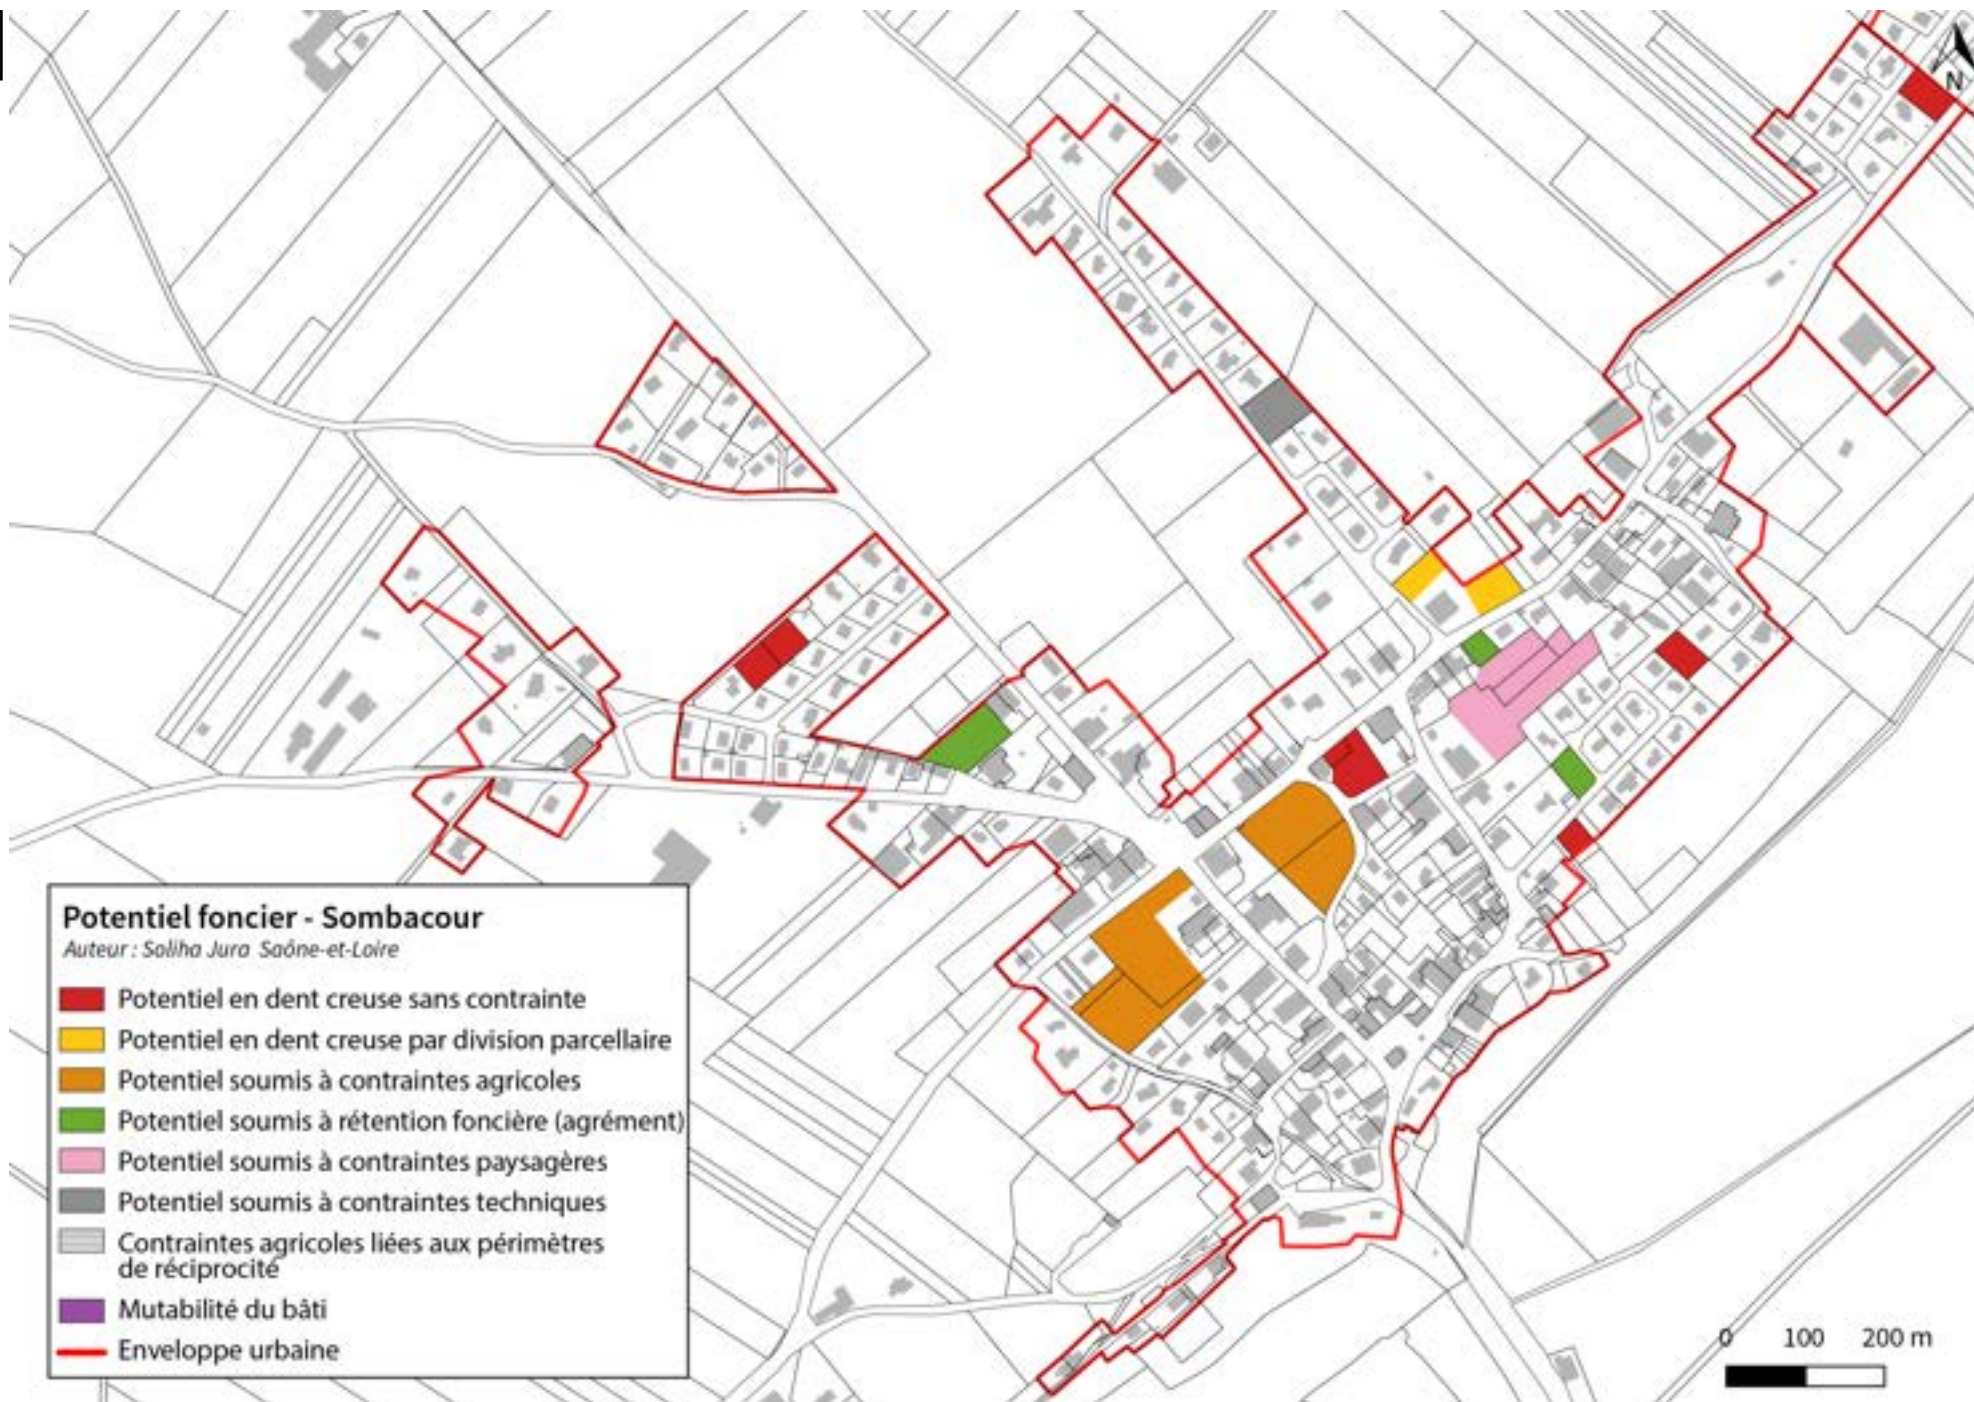 N
Potentiel foncier - Sombacour
Auteur : Soliha Jura Saône-et-Loire
Potentiel en dent creuse sans contrainte
Potentiel en dent creuse par division parcellaire
Potentiel soumis à contraintes agricoles
Potentiel soumis à rétention foncière (agrément)
Potentiel soumis à contraintes paysagères
Potentiel soumis à contraintes techniques
Contraintes agricoles liées aux périmètres
de réciprocité
Mutabilité du bâti
Enveloppe urbaine
0 100 200 m